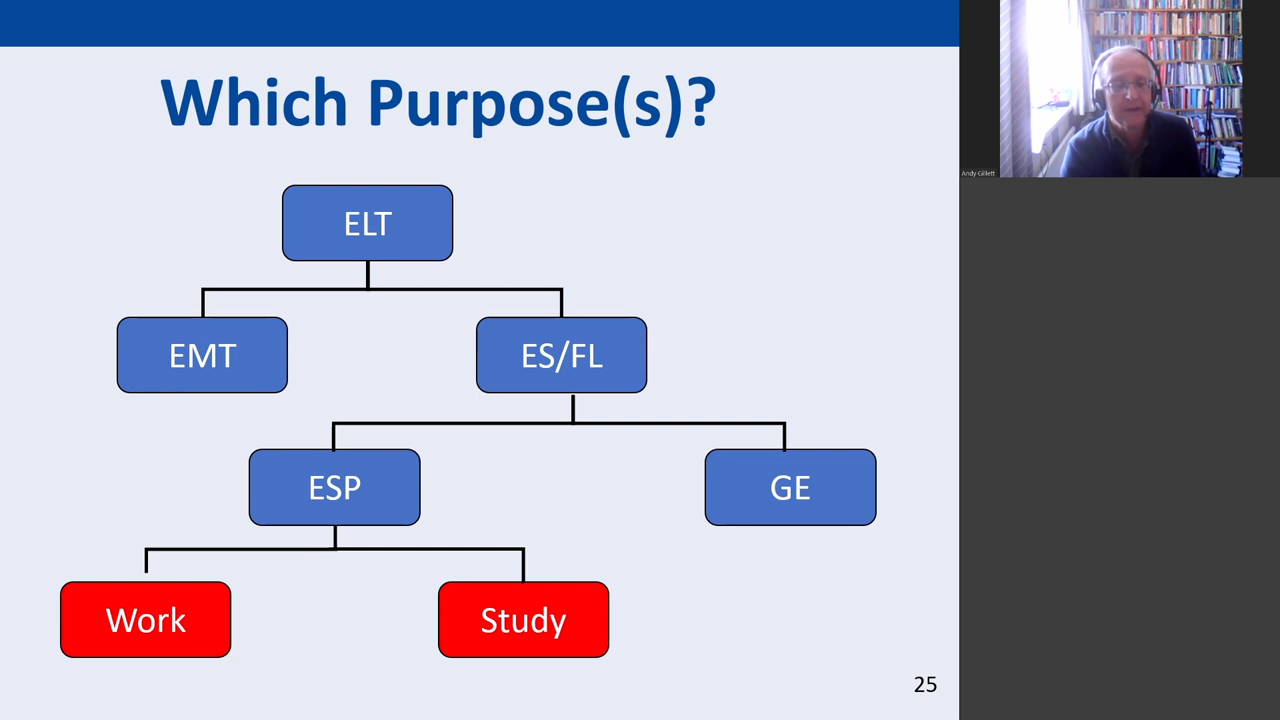 Which Purpose(s)?
ELT
EMT
ES/FL
ESP
GE
Work
Study
25
Andy Gillett